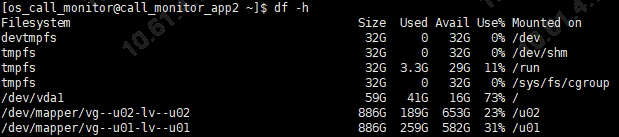 [os_call_monitor@call_monitor_app2 ~]$ df -h
Filesystem Size Used Avail Use% Mounted on
devtmpfs 32G 0 32G 0% /dev
tmpfs 32G 0 32G 0% /dev/shm
tmpfs 32G 3.3G 29G 11% /run
tmpfs 32G 0 32G 0% /sys/fs/cgroup
/dev/vda1 59G 41G 16G 73% /
/dev/mapper/vg--u02-lv--u02 886G 189G 653G 23% /u02
/dev/mapper/vg--u01-lv--u01 886G 259G 582G 31% /u01